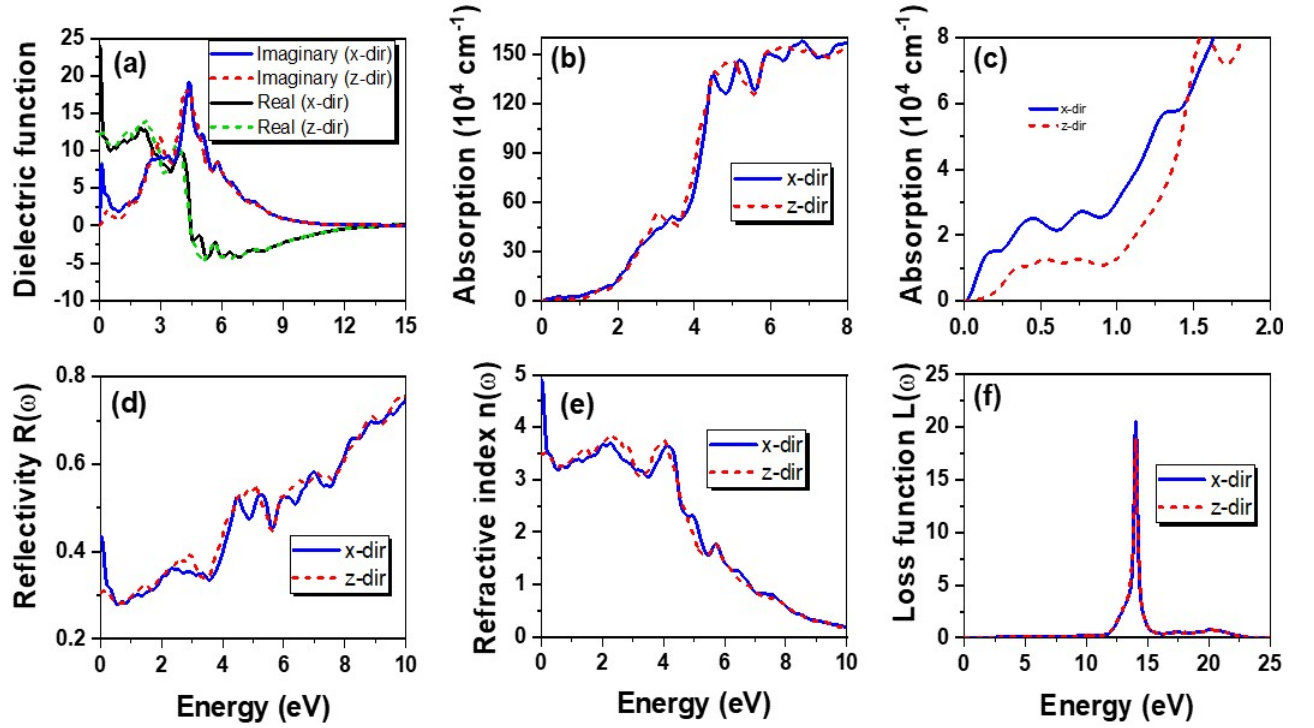 (a)
Dielectric function
25
20
15
10
5
0
-5
-10
Imaginary (x-dir)
Imaginary (z-dir)
Real (x-dir)
Real (z-dir)
0 3 6 9 12 15
(b)
Absorption (10⁴ cm⁻¹)
150
120
90
60
30
0
x-dir
z-dir
0 2 4 6 8
(c)
Absorption (10⁴ cm⁻¹)
8
6
4
2
0
x-dir
z-dir
0.0 0.5 1.0 1.5 2.0
(d)
Reflectivity R(ω)
0.8
0.6
0.4
0.2
x-dir
z-dir
0 2 4 6 8 10
Energy (eV)
(e)
Refractive index n(ω)
5
4
3
2
1
0
x-dir
z-dir
0 2 4 6 8 10
Energy (eV)
(f)
Loss function L(ω)
25
20
15
10
5
0
x-dir
z-dir
0 5 10 15 20 25
Energy (eV)